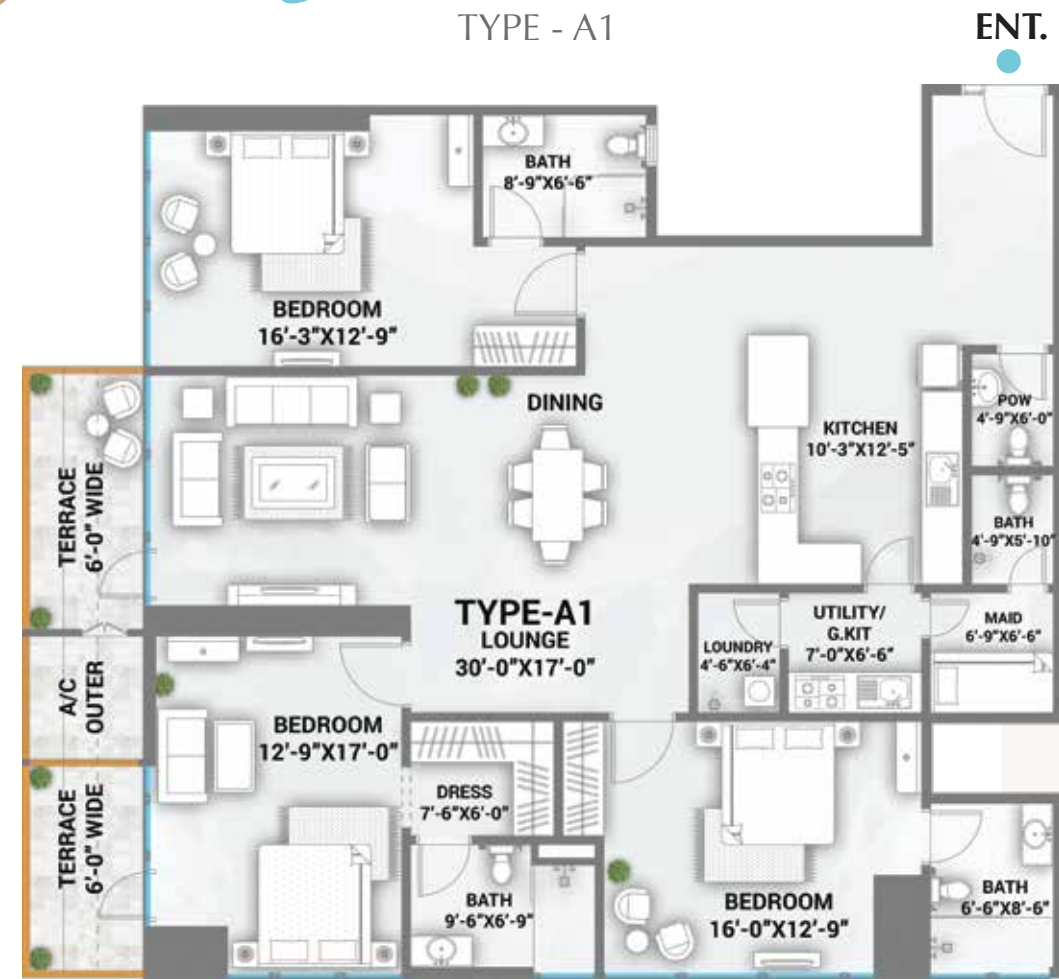 TYPE - A1
ENT.
BATH
8'-9"X6'-6"
BEDROOM
16'-3"X12'-9"
DINING
KITCHEN
10'-3"X12'-5"
POW
4'-9"X6'-0"
BATH
4'-9"X5'-10"
TERRACE
6'-0" WIDE
TYPE-A1
LOUNGE
30'-0"X17'-0"
LOUNDRY
4'-6"X6'-4"
UTILITY/
G.KIT
7'-0"X6'-6"
MAID
6'-9"X6'-6"
A/C
OUTER
BEDROOM
12'-9"X17'-0"
DRESS
7'-6"X6'-0"
TERRACE
6'-0" WIDE
BATH
9'-6"X6'-9"
BEDROOM
16'-0"X12'-9"
BATH
6'-6"X8'-6"